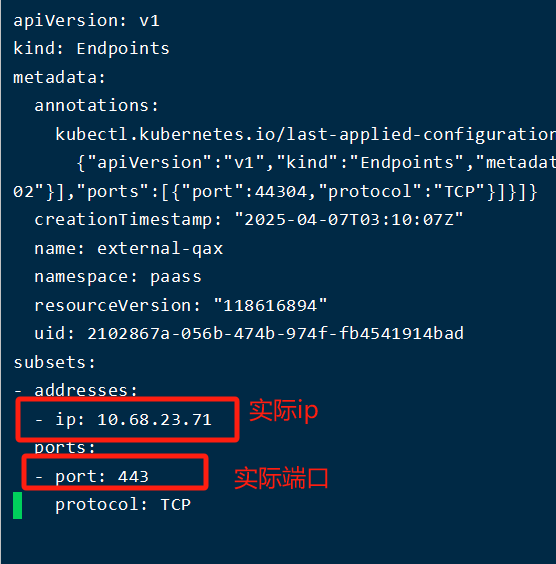 apiVersion: v1
kind: Endpoints
metadata:
  annotations:
    kubectl.kubernetes.io/last-applied-configuration
      {"apiVersion":"v1","kind":"Endpoints","metadat
02"}],"ports":[{"port":44304,"protocol":"TCP"}]}]}
  creationTimestamp: "2025-04-07T03:10:07Z"
  name: external-qax
  namespace: paass
  resourceVersion: "118616894"
  uid: 2102867a-056b-474b-974f-fb4541914bad
subsets:
- addresses:
  - ip: 10.68.23.71 实际ip
  ports:
  - port: 443 实际端口
    protocol: TCP